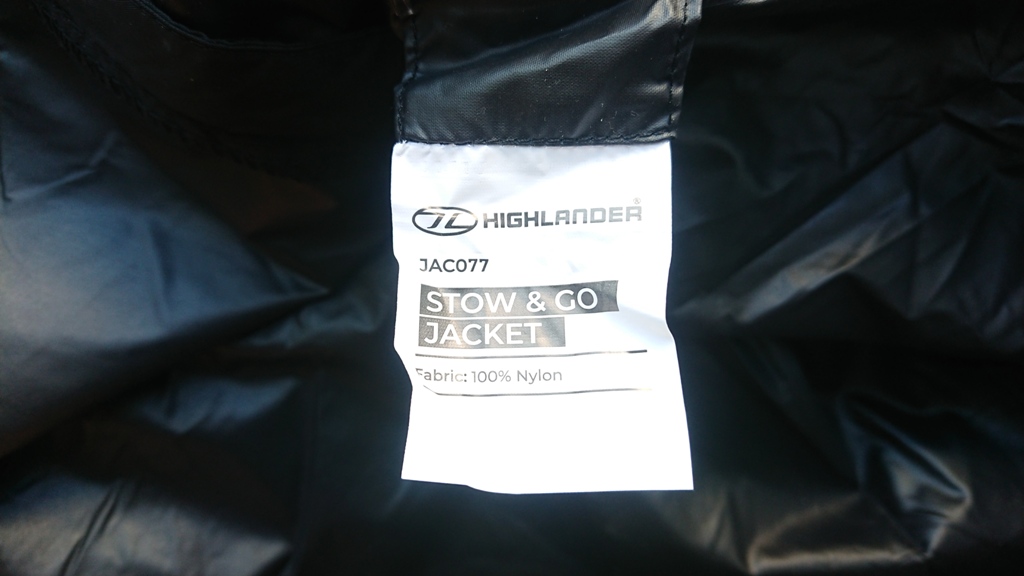 HIGHLANDER®
JAC077
STOW & GO
JACKET
Fabric: 100% Nylon